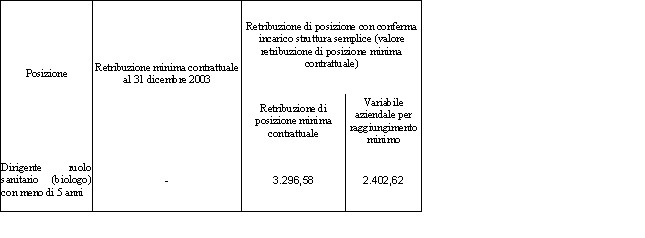 Posizione
Retribuzione minima contrattuale
al 31 dicembre 2003
Retribuzione di posizione con conferma
incarico struttura semplice (valore
retribuzione di posizione minima
contrattuale)
Retribuzione di
posizione minima
contrattuale
Variabile
aziendale per
raggiungimento
minimo
Dirigente ruolo
sanitario (biologo)
con meno di 5 anni
-
3.296,58
2.402,62